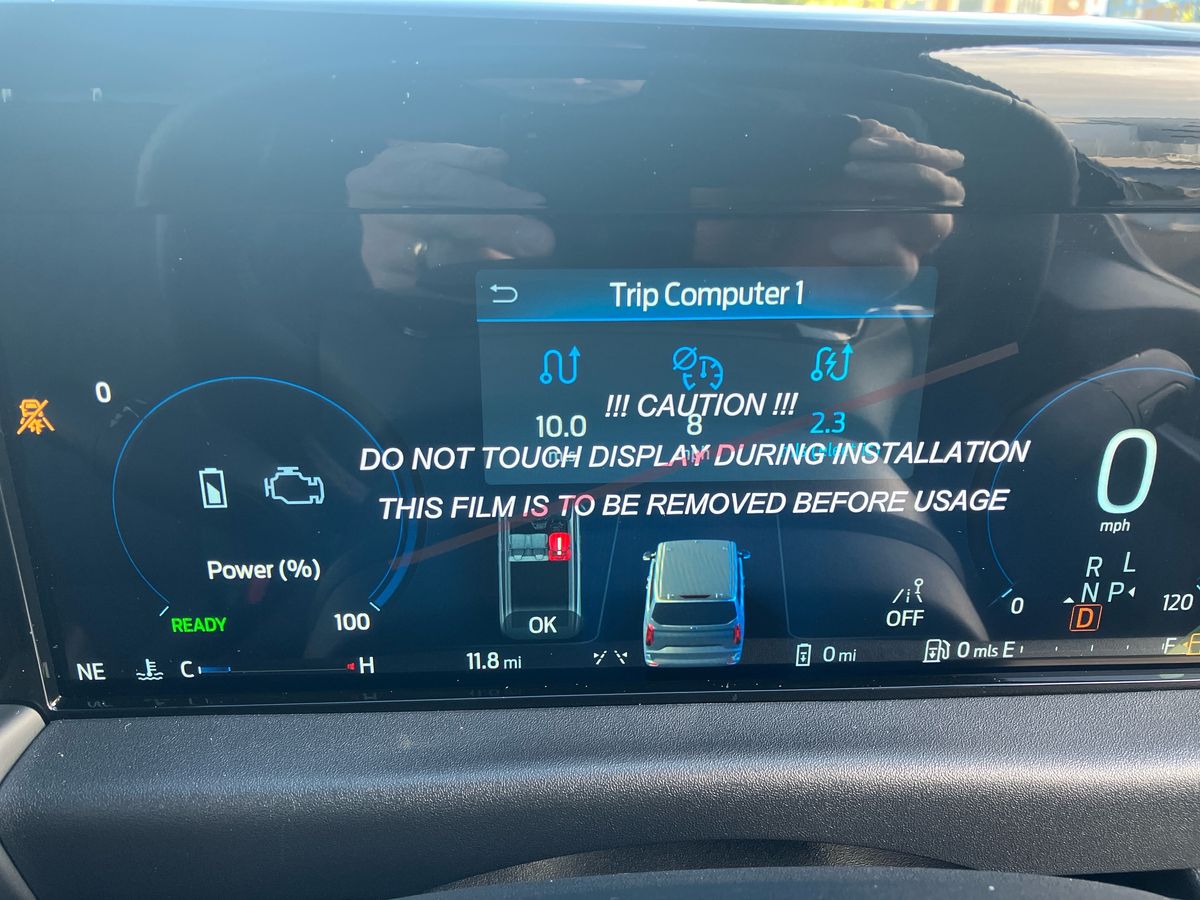 Trip Computer 1
0
10.0
8
2.3
!!! CAUTION !!!
DO NOT TOUCH DISPLAY DURING INSTALLATION
THIS FILM IS TO BE REMOVED BEFORE USAGE
0
mph
Power (%)
READY
100
OK
OFF
R L
N P
D
0
120
NE
C
H
11.8 mi
0 mi
0 mls E
F